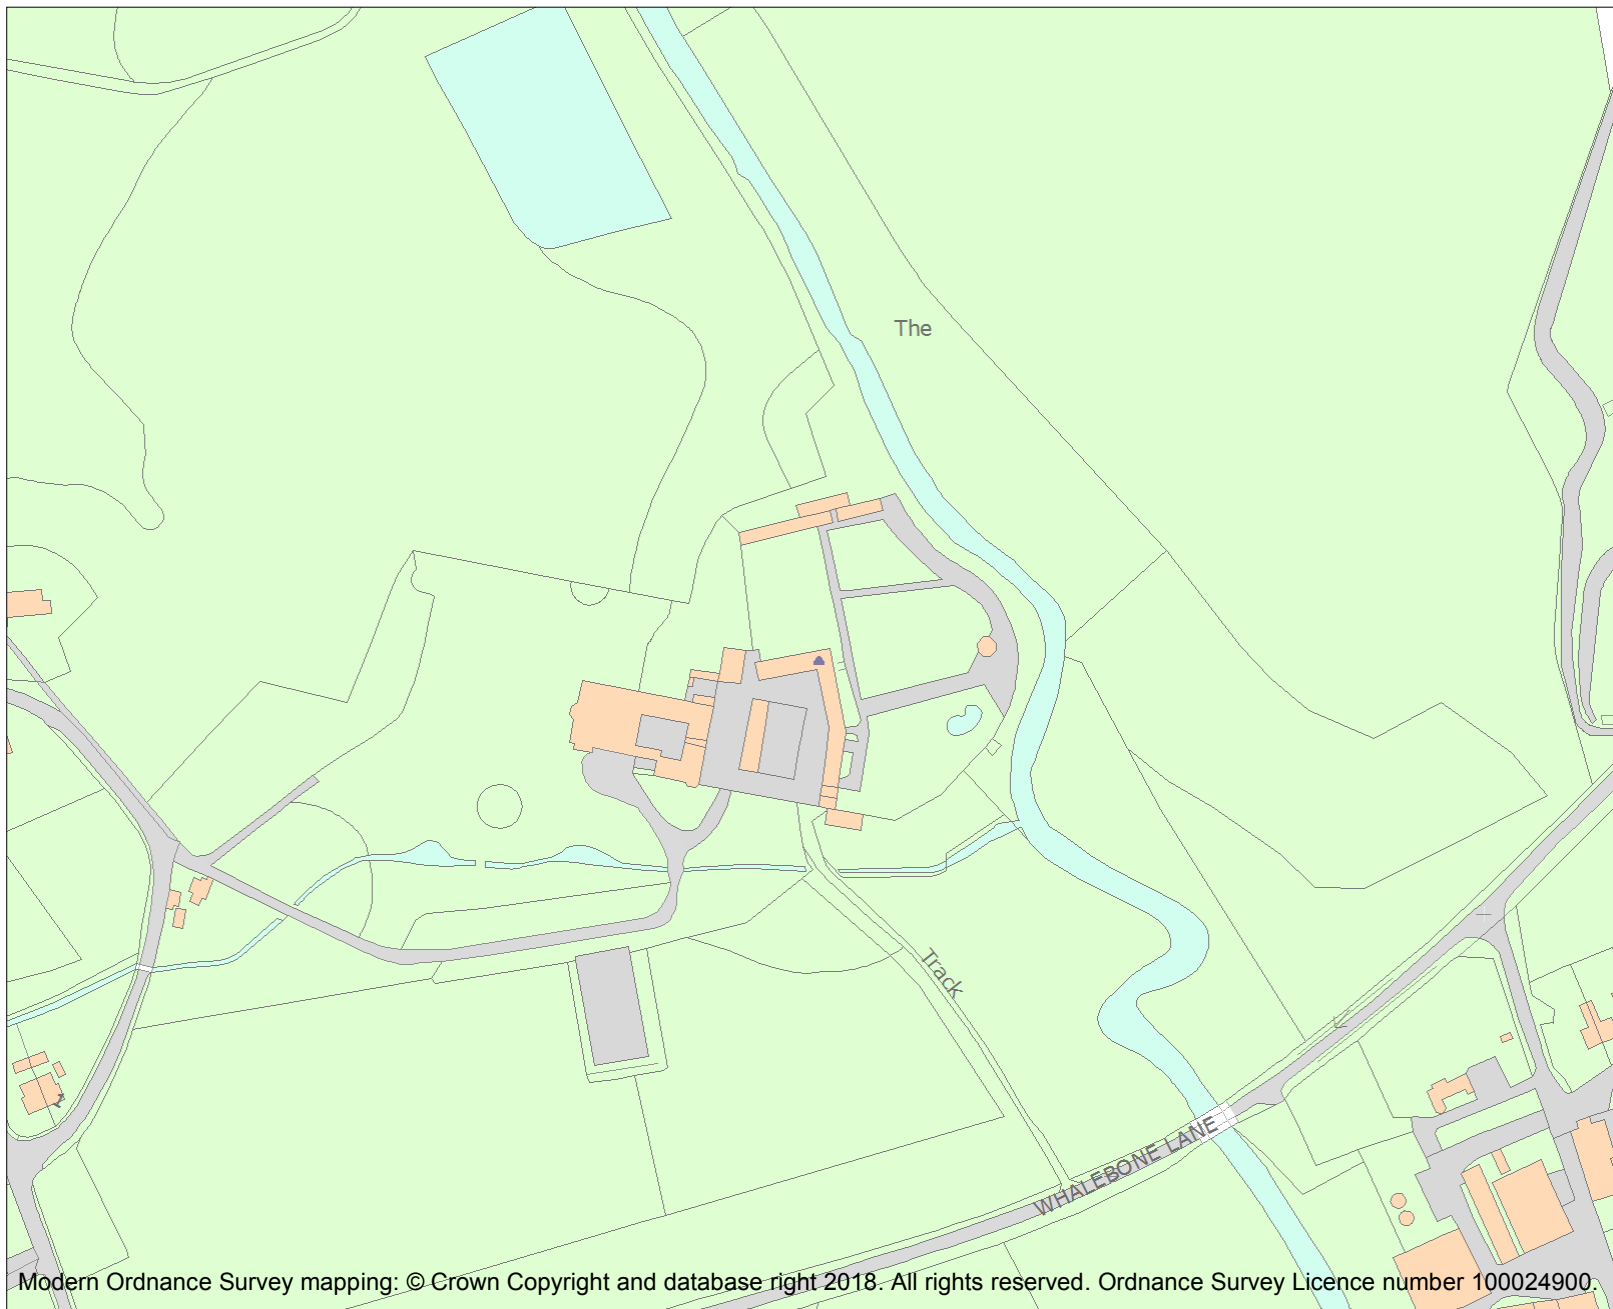 The
Track
WHALEBONE LANE
Modern Ordnance Survey mapping: © Crown Copyright and database right 2018. All rights reserved. Ordnance Survey Licence number 100024900.